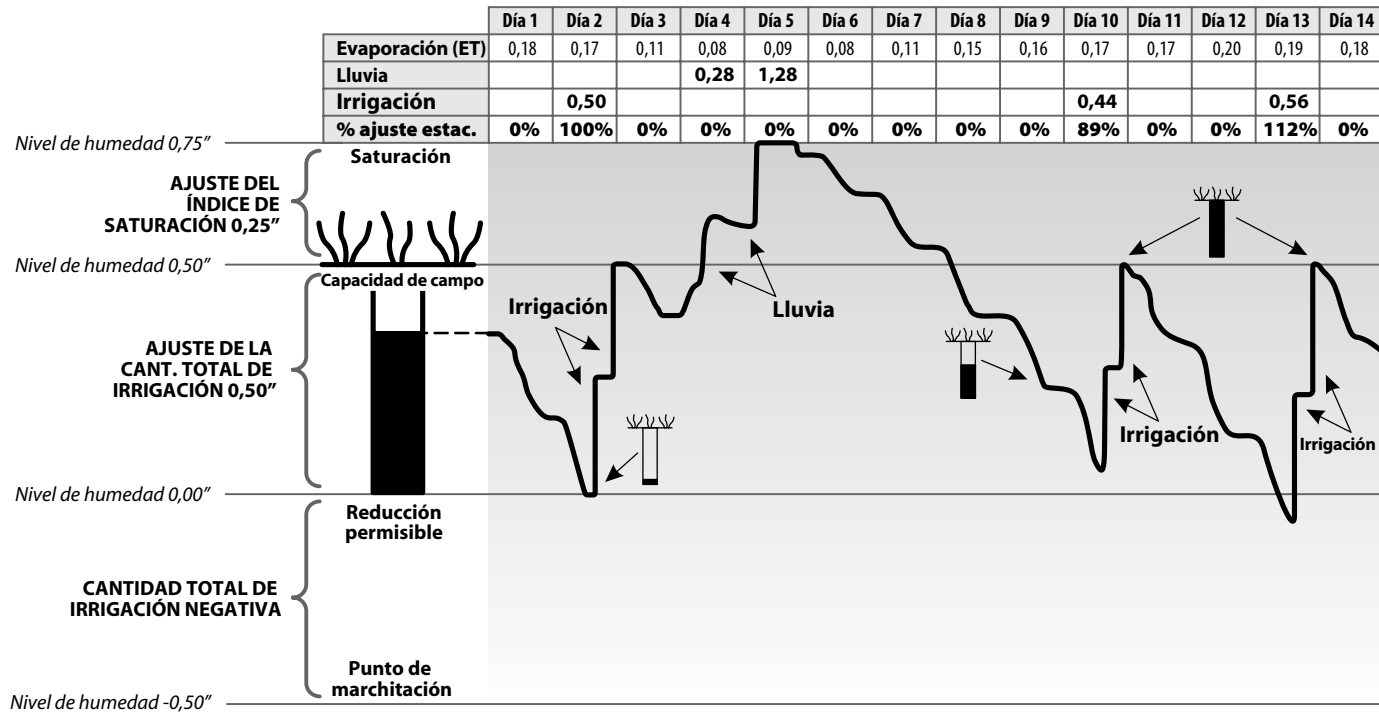 Día 1 Día 2 Día 3 Día 4 Día 5 Día 6 Día 7 Día 8 Día 9 Día 10 Día 11 Día 12 Día 13 Día 14
Evaporación (ET) 0,18 0,17 0,11 0,08 0,09 0,08 0,11 0,15 0,16 0,17 0,17 0,20 0,19 0,18
Lluvia 0,28 1,28
Irrigación 0,50 0,44 0,56
% ajuste estac. 0% 100% 0% 0% 0% 0% 0% 0% 0% 89% 0% 0% 112% 0%
Nivel de humedad 0,75”
Saturación
AJUSTE DEL
ÍNDICE DE
SATURACIÓN 0,25”
Nivel de humedad 0,50”
Capacidad de campo
Irrigación
Lluvia
AJUSTE DE LA
CANT. TOTAL DE
IRRIGACIÓN 0,50”
Irrigación
Irrigación
Nivel de humedad 0,00”
Reducción
permisible
CANTIDAD TOTAL DE
IRRIGACIÓN NEGATIVA
Punto de
marchitación
Nivel de humedad -0,50”